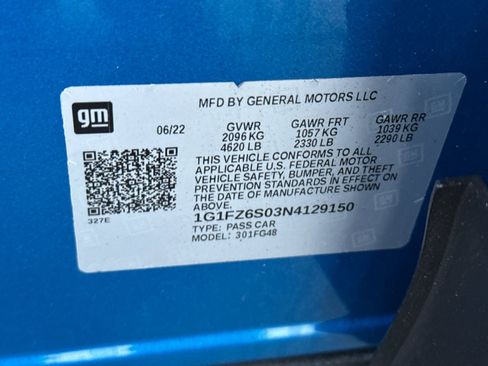 gm
MFD BY GENERAL MOTORS LLC
06/22 GVWR GAWR FRT GAWR RR
2096 KG 1057 KG 1039 KG
4620 LB 2330 LB 2290 LB
THIS VEHICLE CONFORMS TO ALL
APPLICABLE U.S. FEDERAL MOTOR
VEHICLE SAFETY, BUMPER, AND THEFT
PREVENTION STANDARDS IN EFFECT ON
THE DATE OF MANUFACTURE SHOWN
ABOVE.
327E
1G1FZ6S03N4129150
TYPE: PASS CAR
MODEL: 301FG48